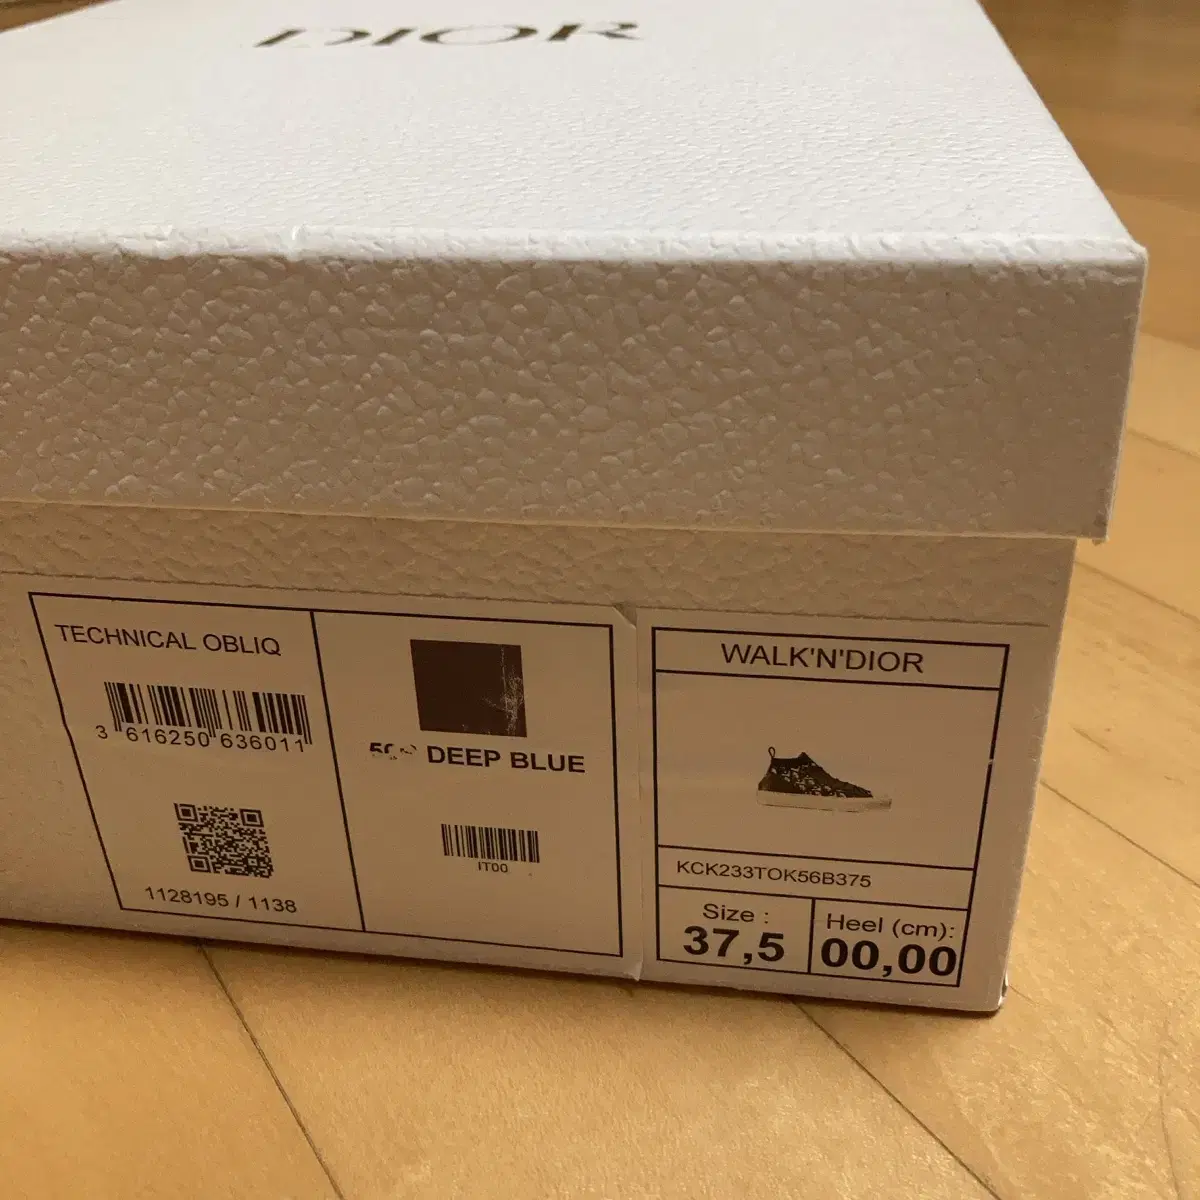 DIOR
TECHNICAL OBLIQ
3 616250 636011
1128195 / 1138
DEEP BLUE
IT00
WALK'N'DIOR
KCK233TOK56B375
Size :
37,5
Heel (cm):
00,00